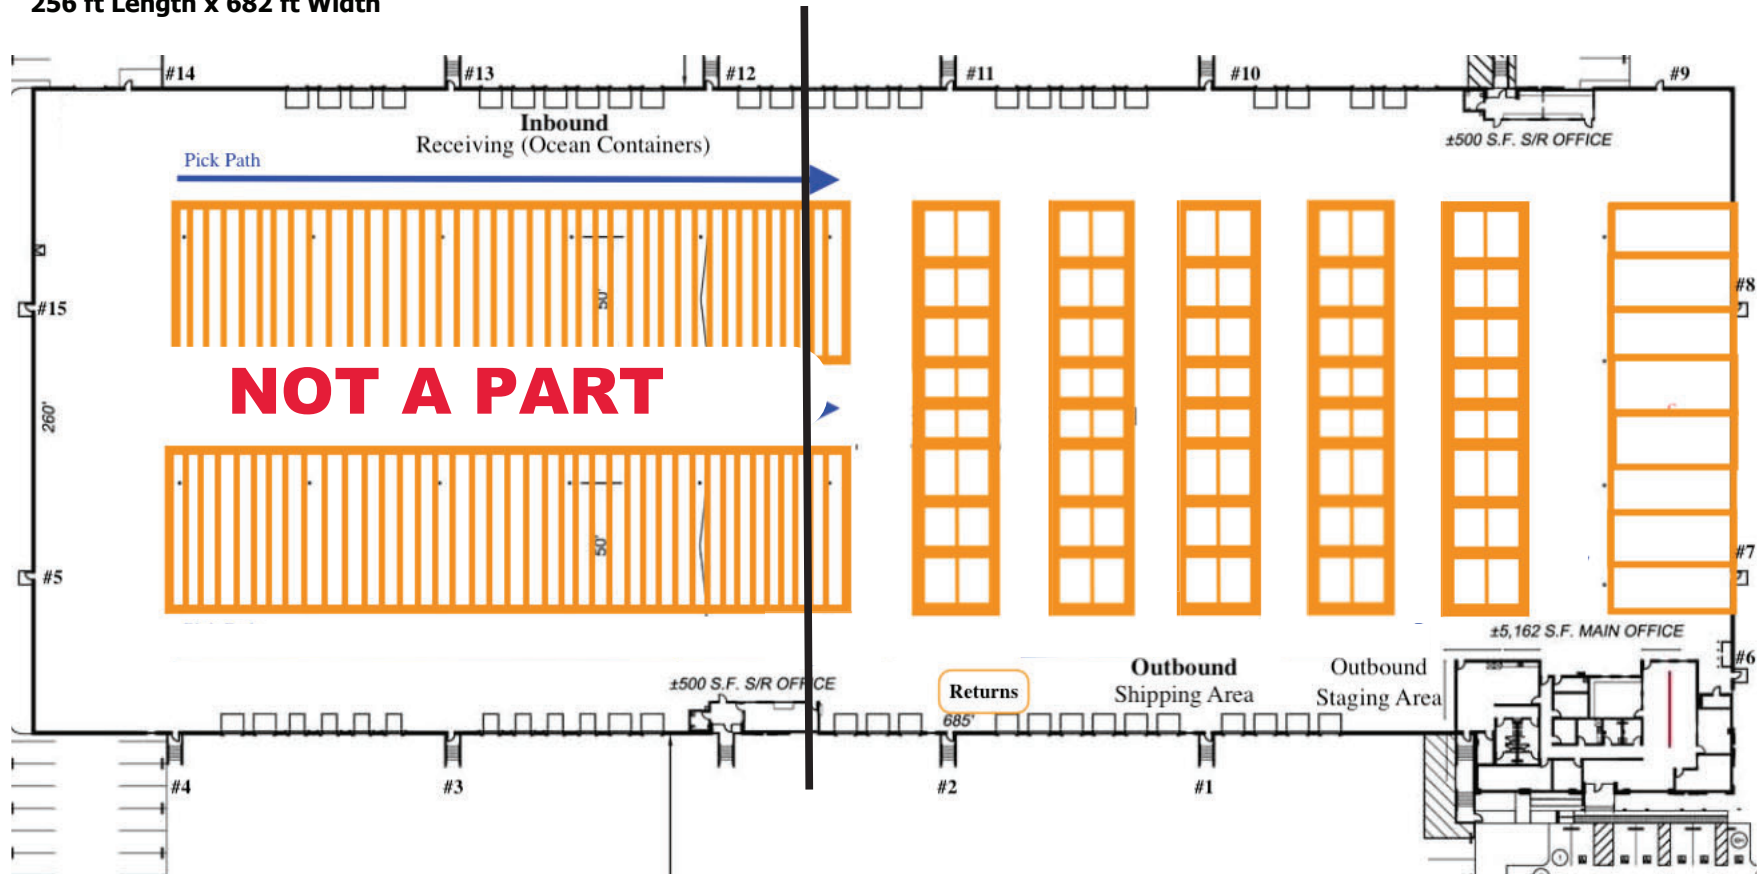 256 ft Length x 682 ft Width
#14
#13
#12
#11
#10
#9
Inbound
Receiving (Ocean Containers)
±500 S.F. S/R OFFICE
Pick Path
50'
#15
#8
NOT A PART
260'
50'
#5
#7
±5,162 S.F. MAIN OFFICE
#6
±500 S.F. S/R OFFICE
Returns
685'
Outbound
Shipping Area
Outbound
Staging Area
#4
#3
#2
#1